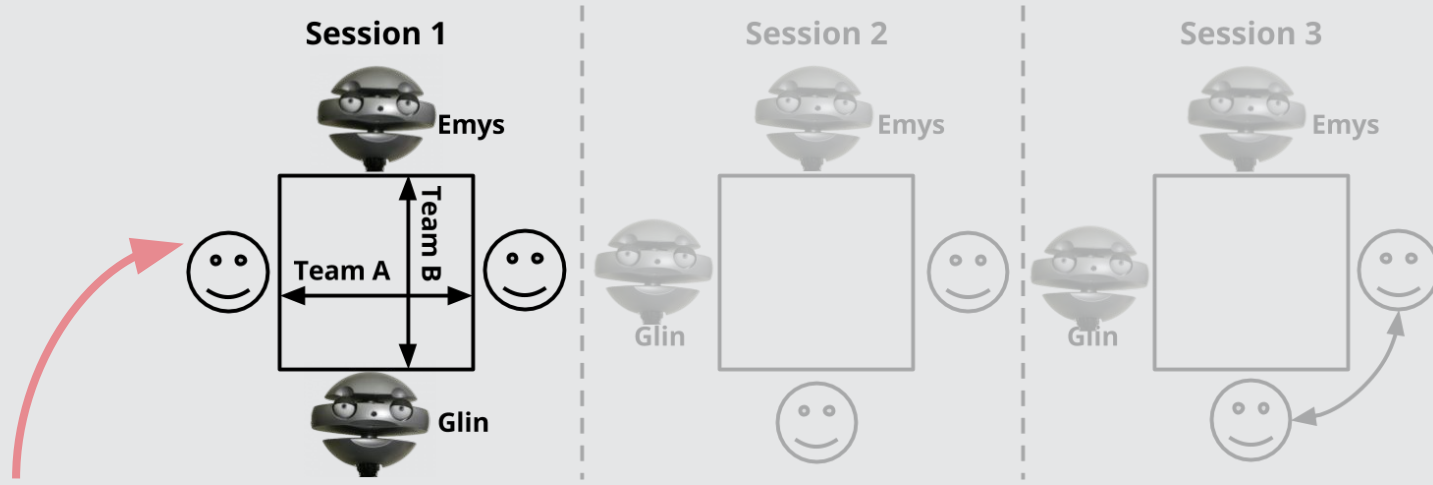 Session 1
Emys
Team A
Team B
Glin
Session 2
Emys
Glin
Session 3
Emys
Glin